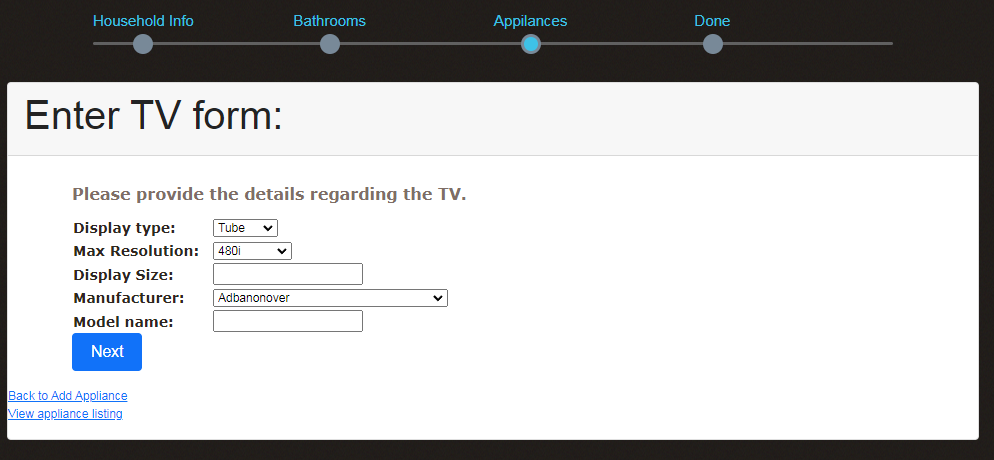 Household Info Bathrooms Appliances Done
Enter TV form:
Please provide the details regarding the TV.
Display type: Tube
Max Resolution: 480i
Display Size:
Manufacturer: Adbanonover
Model name:
Next
Back to Add Appliance
View appliance listing